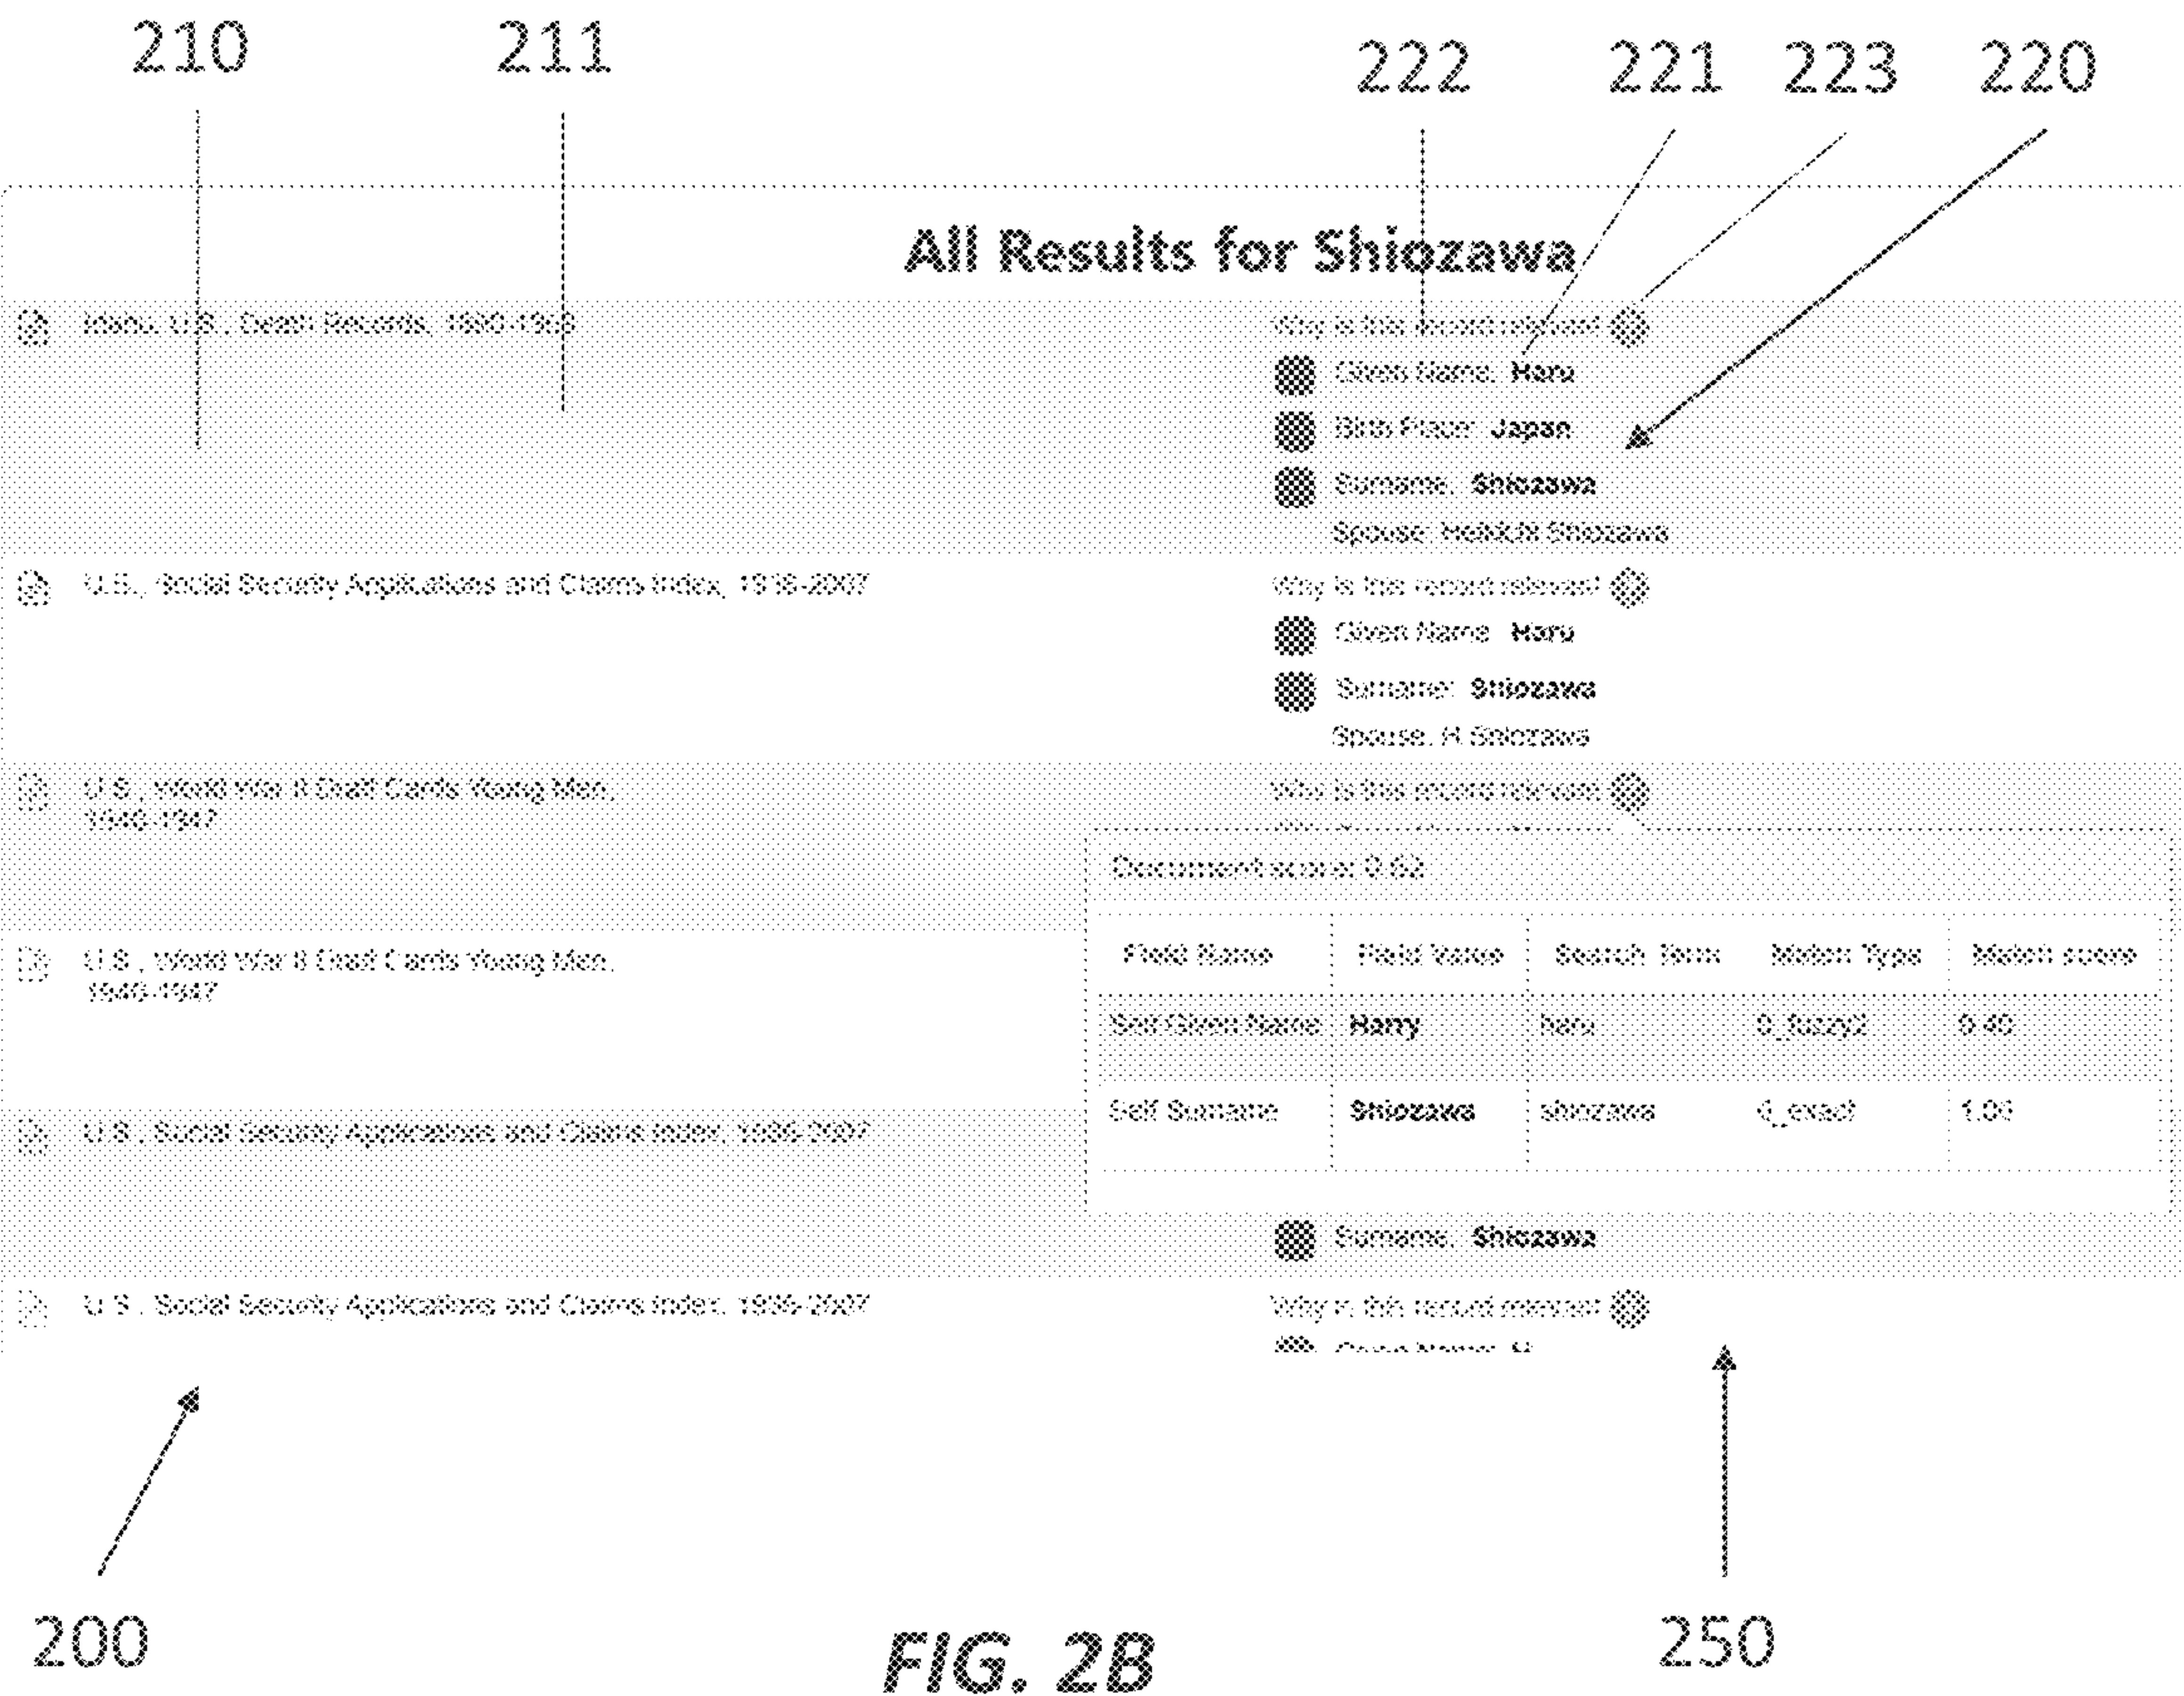 210 211 222 221 223 220
All Results for Shiozawa
U.S., Death Records, Why is this record relevant
Given Name: Haru
Birth Place: Japan
Surname: Shiozawa
Spouse: Heikichi Shiozawa
U.S., Social Security Applications and Claims Index, 1936-2007 Why is this record relevant
Given Name: Haru
Surname: Shiozawa
Spouse: H Shiozawa
U.S., World War II Draft Cards Young Men, Why is this record relevant
1940-1947
Document score: 0.62
U.S., World War II Draft Cards Young Men, Field Name Field Value Search Term Match Type Match score
1940-1947
Self Given Name Harry haru 0.40
Self Surname Shiozawa shiozawa 1.00
U.S., Social Security Applications and Claims Index, 1936-2007
Surname: Shiozawa
U.S., Social Security Applications and Claims Index, 1936-2007 Why is this record relevant
200 FIG. 2B 250